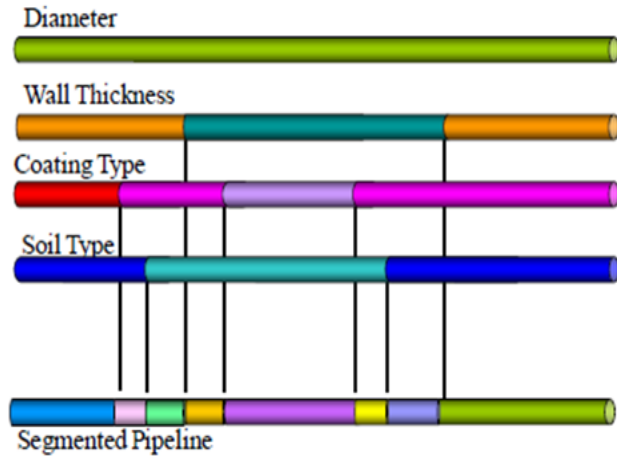 Diameter
Wall Thickness
Coating Type
Soil Type
Segmented Pipeline